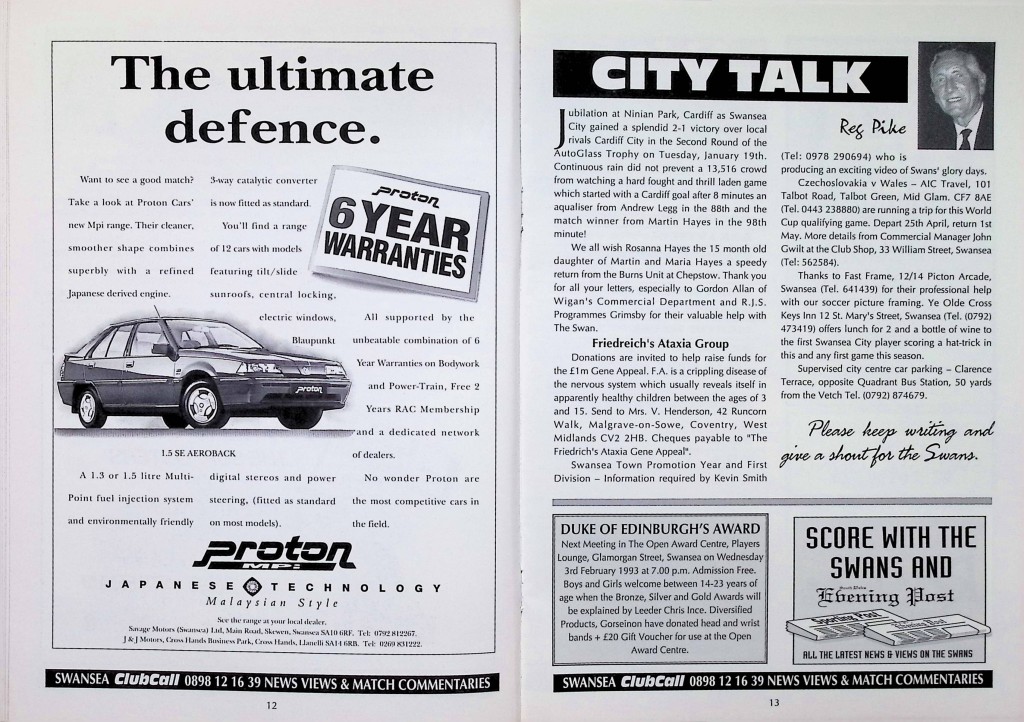 The ultimate
defence.
Want to see a good match?
Take a look at Proton Cars'
new Mpi range. Their cleaner,
smoother shape combines
superbly with a refined
Japanese derived engine.
3-way catalytic converter
is now fitted as standard.
You'll find a range
of 12 cars with models
featuring tilt/slide
sunroofs, central locking,
electric windows,
Blaupunkt
proton
6 YEAR
WARRANTIES
proton
1.5 SE AEROBACK
A 1.3 or 1.5 litre Multi-
Point fuel injection system
and environmentally friendly
digital stereos and power
steering, (fitted as standard
on most models).
All supported by the
unbeatable combination of 6
Year Warranties on Bodywork
and Power-Train, Free 2
Years RAC Membership
and a dedicated network
of dealers.
No wonder Proton are
the most competitive cars in
the field.
proton
MPi
JAPANESE TECHNOLOGY
Malaysian Style
See the range at your local dealer.
Savage Motors (Swansea) Ltd, Main Road, Skewen, Swansea SA10 6RF. Tel: 0792 812267.
J & J Motors, Cross Hands Business Park, Cross Hands, Llanelli SA14 6RB. Tel: 0269 831222.
SWANSEA ClubCall 0898 12 16 39 NEWS VIEWS & MATCH COMMENTARIES
12
CITY TALK
Jubilation at Ninian Park, Cardiff as Swansea
City gained a splendid 2-1 victory over local
rivals Cardiff City in the Second Round of the
AutoGlass Trophy on Tuesday, January 19th.
Continuous rain did not prevent a 13,516 crowd
from watching a hard fought and thrill laden game
which started with a Cardiff goal after 8 minutes an
aqualiser from Andrew Legg in the 88th and the
match winner from Martin Hayes in the 98th
minute!
We all wish Rosanna Hayes the 15 month old
daughter of Martin and Maria Hayes a speedy
return from the Burns Unit at Chepstow. Thank you
for all your letters, especially to Gordon Allan of
Wigan's Commercial Department and R.J.S.
Programmes Grimsby for their valuable help with
The Swan.
Friedreich's Ataxia Group
Donations are invited to help raise funds for
the £1m Gene Appeal. F.A. is a crippling disease of
the nervous system which usually reveals itself in
apparently healthy children between the ages of 3
and 15. Send to Mrs. V. Henderson, 42 Runcorn
Walk, Malgrave-on-Sowe, Coventry, West
Midlands CV2 2HB. Cheques payable to "The
Friedrich's Ataxia Gene Appeal".
Swansea Town Promotion Year and First
Division – Information required by Kevin Smith
Reg Pike
(Tel: 0978 290694) who is
producing an exciting video of Swans' glory days.
Czechoslovakia v Wales – AIC Travel, 101
Talbot Road, Talbot Green, Mid Glam. CF7 8AE
(Tel. 0443 238880) are running a trip for this World
Cup qualifying game. Depart 25th April, return 1st
May. More details from Commercial Manager John
Gwilt at the Club Shop, 33 William Street, Swansea
(Tel: 562584).
Thanks to Fast Frame, 12/14 Picton Arcade,
Swansea (Tel. 641439) for their professional help
with our soccer picture framing. Ye Olde Cross
Keys Inn 12 St. Mary's Street, Swansea (Tel. (0792)
473419) offers lunch for 2 and a bottle of wine to
the first Swansea City player scoring a hat-trick in
this and any first game this season.
Supervised city centre car parking – Clarence
Terrace, opposite Quadrant Bus Station, 50 yards
from the Vetch Tel. (0792) 874679.
Please keep writing and
give a shout for the Swans.
DUKE OF EDINBURGH'S AWARD
Next Meeting in The Open Award Centre, Players
Lounge, Glamorgan Street, Swansea on Wednesday
3rd February 1993 at 7.00 p.m. Admission Free.
Boys and Girls welcome between 14-23 years of
age when the Bronze, Silver and Gold Awards will
be explained by Leeder Chris Ince. Diversified
Products, Gorseinon have donated head and wrist
bands + £20 Gift Voucher for use at the Open
Award Centre.
SCORE WITH THE
SWANS AND
South Wales
Evening Post
Sporting Post
Evening Post
ALL THE LATEST NEWS & VIEWS ON THE SWANS
SWANSEA ClubCall 0898 12 16 39 NEWS VIEWS & MATCH COMMENTARIES
13